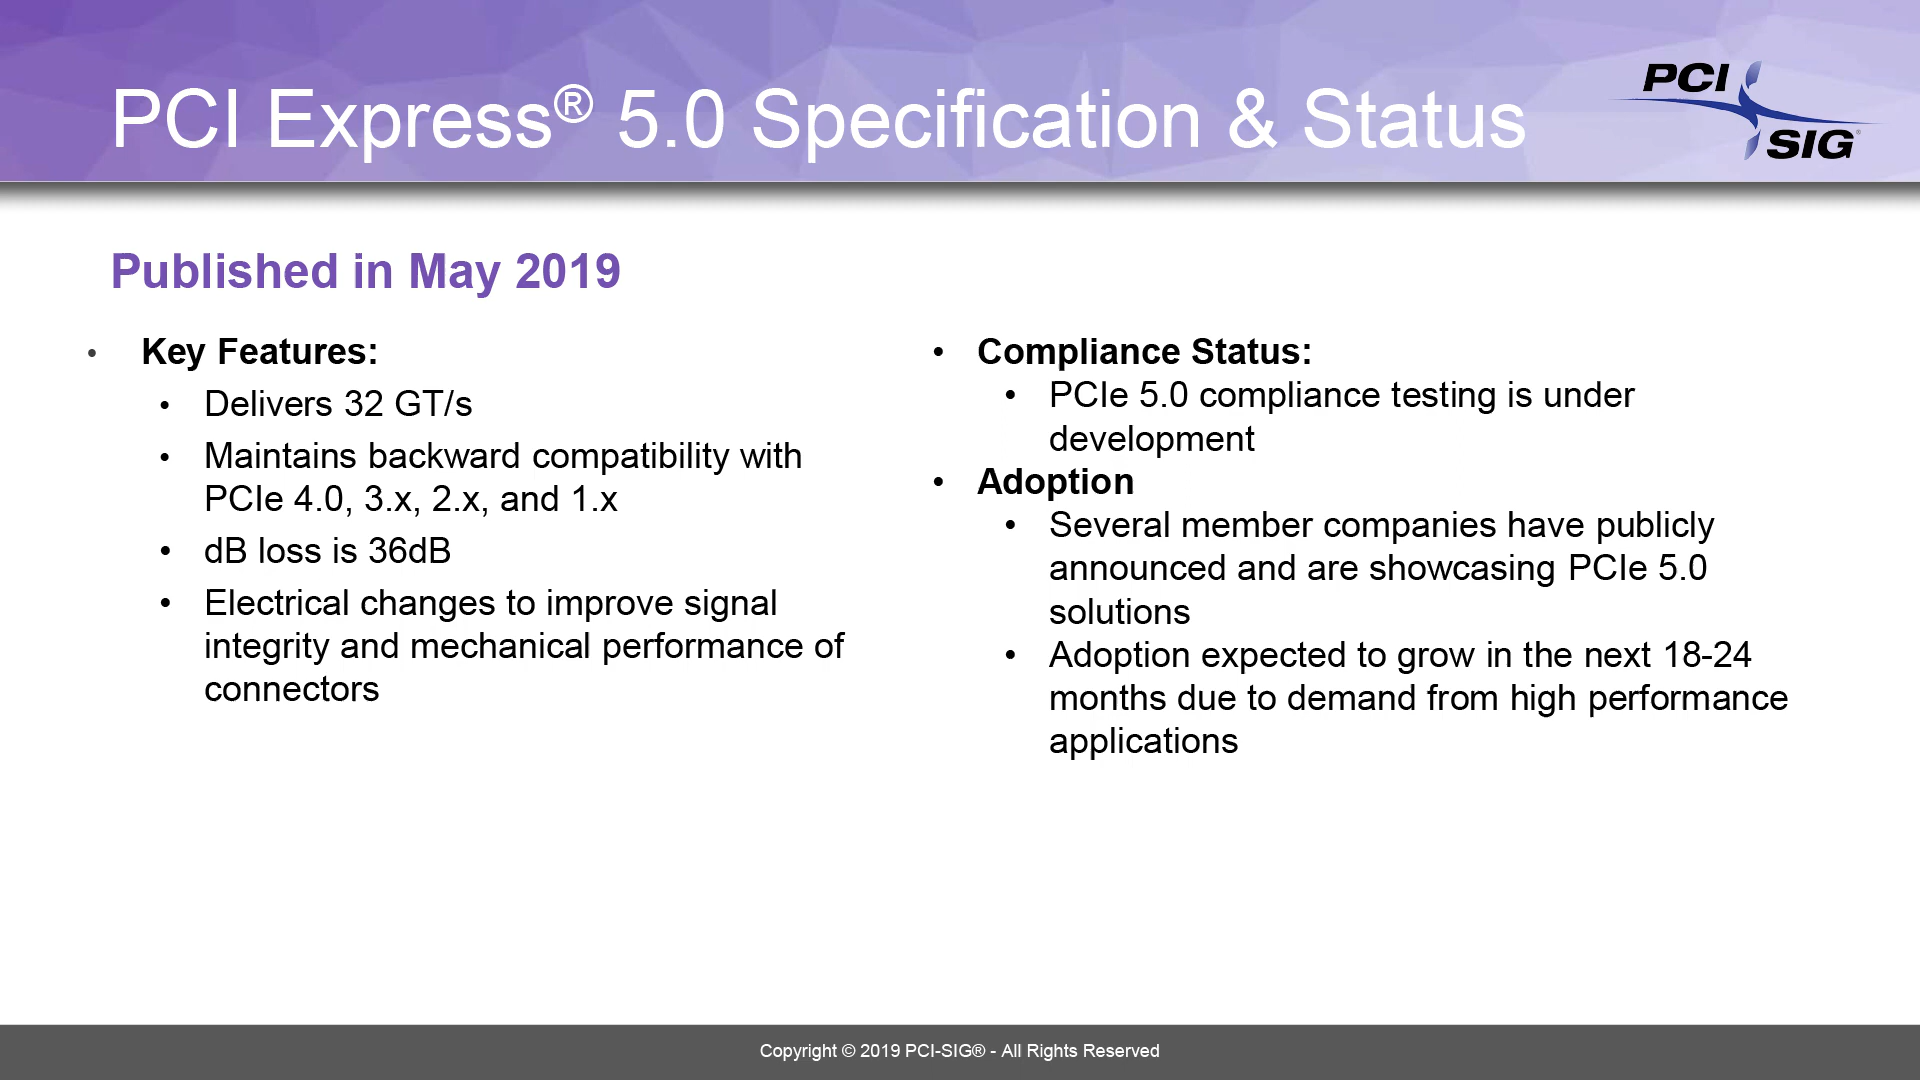 PCI Express® 5.0 Specification & Status
PCI
SIG®
Published in May 2019
• Key Features:
• Delivers 32 GT/s
• Maintains backward compatibility with
PCIe 4.0, 3.x, 2.x, and 1.x
• dB loss is 36dB
• Electrical changes to improve signal
integrity and mechanical performance of
connectors
• Compliance Status:
• PCIe 5.0 compliance testing is under
development
• Adoption
• Several member companies have publicly
announced and are showcasing PCIe 5.0
solutions
• Adoption expected to grow in the next 18-24
months due to demand from high performance
applications
Copyright © 2019 PCI-SIG® - All Rights Reserved